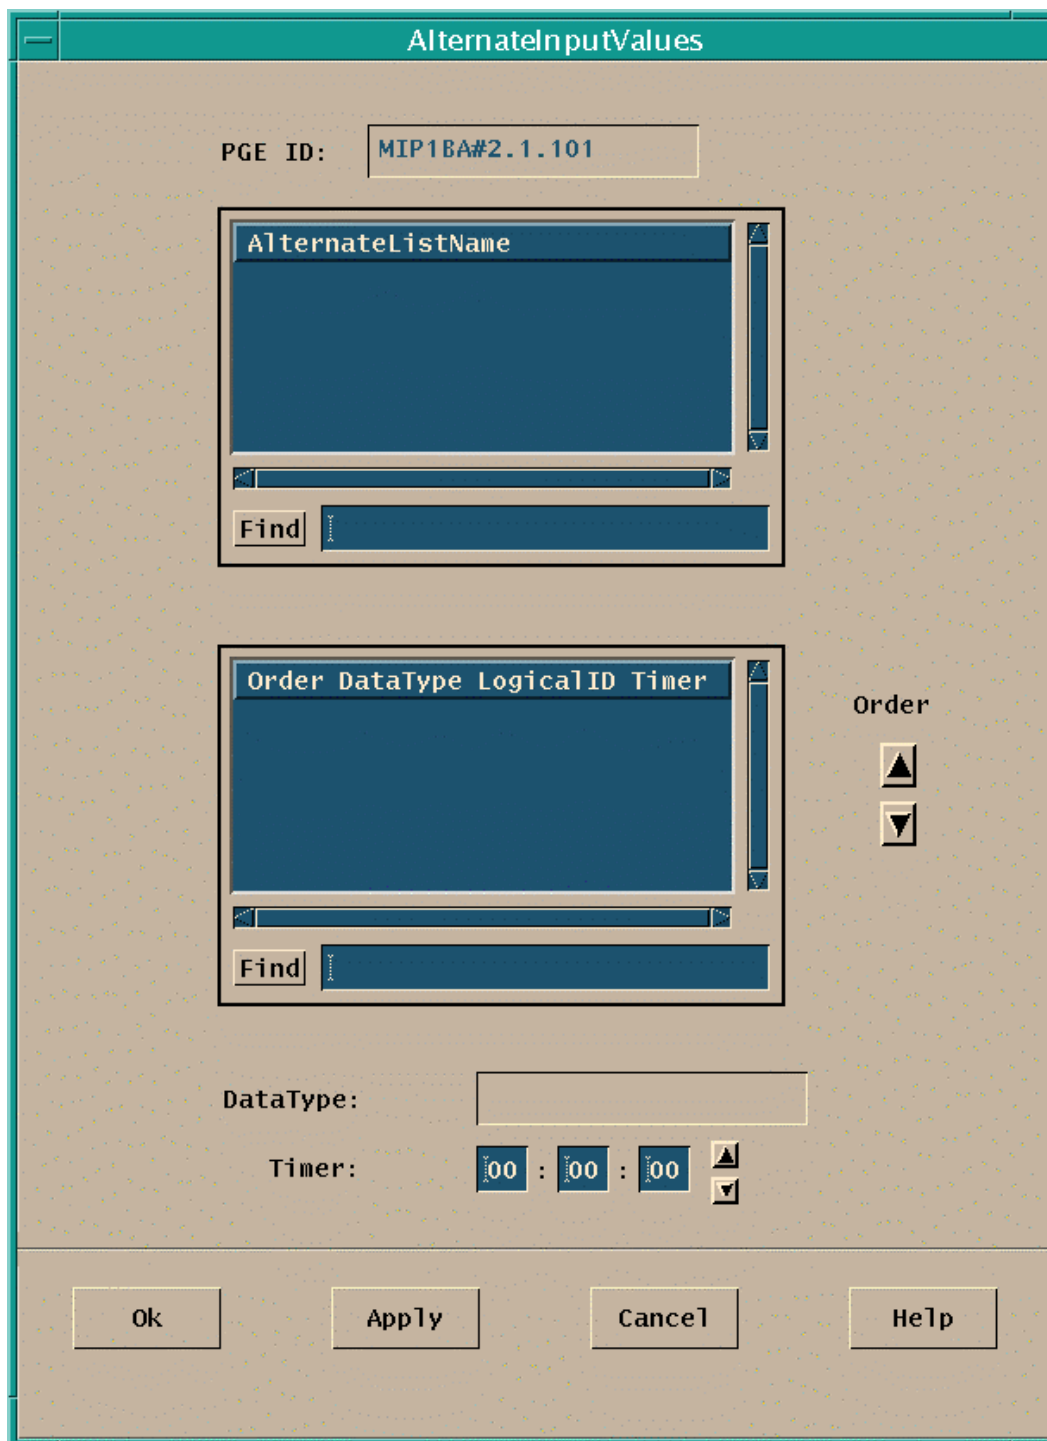 AlternateInputValues
PGE ID: MIP1BA#2.1.101
AlternateListName
Find
Order DataType LogicalID Timer
Order
Find
DataType:
Timer: 00 : 00 : 00
Ok Apply Cancel Help